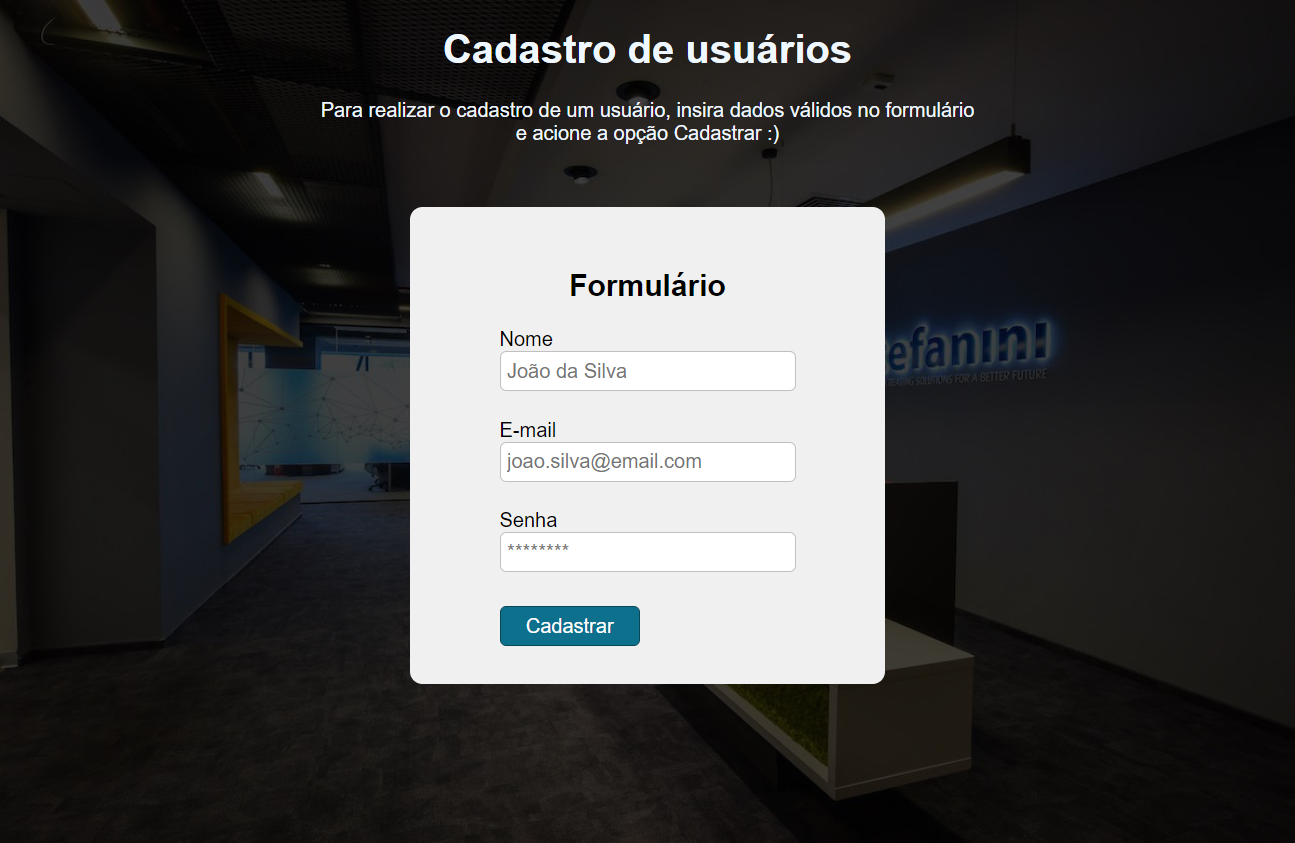 Cadastro de usuários
Para realizar o cadastro de um usuário, insira dados válidos no formulário
e acione a opção Cadastrar :)
Formulário
Nome
João da Silva
E-mail
joao.silva@email.com
Senha
********
Cadastrar
efanini
SOLUTIONS FOR A BETTER FUTURE